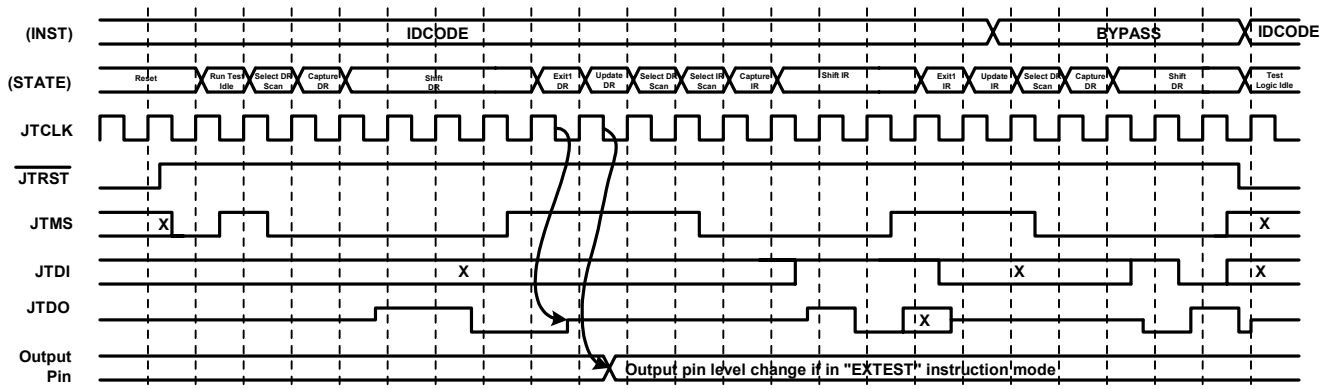 (INST)
IDCODE
BYPASS
IDCODE
(STATE)
Reset
Run Test
Idle
Select DR
Scan
Capture
DR
Shift
DR
Exit1
DR
Update
DR
Select DR
Scan
Select IR
Scan
Capture
IR
Shift IR
Exit1
IR
Update
IR
Select DR
Scan
Capture
DR
Shift
DR
Test
Logic Idle
JTCLK
JTRST
JTMS
X
X
JTDI
X
X
X
JTDO
X
Output
Pin
Output pin level change if in "EXTEST" instruction mode